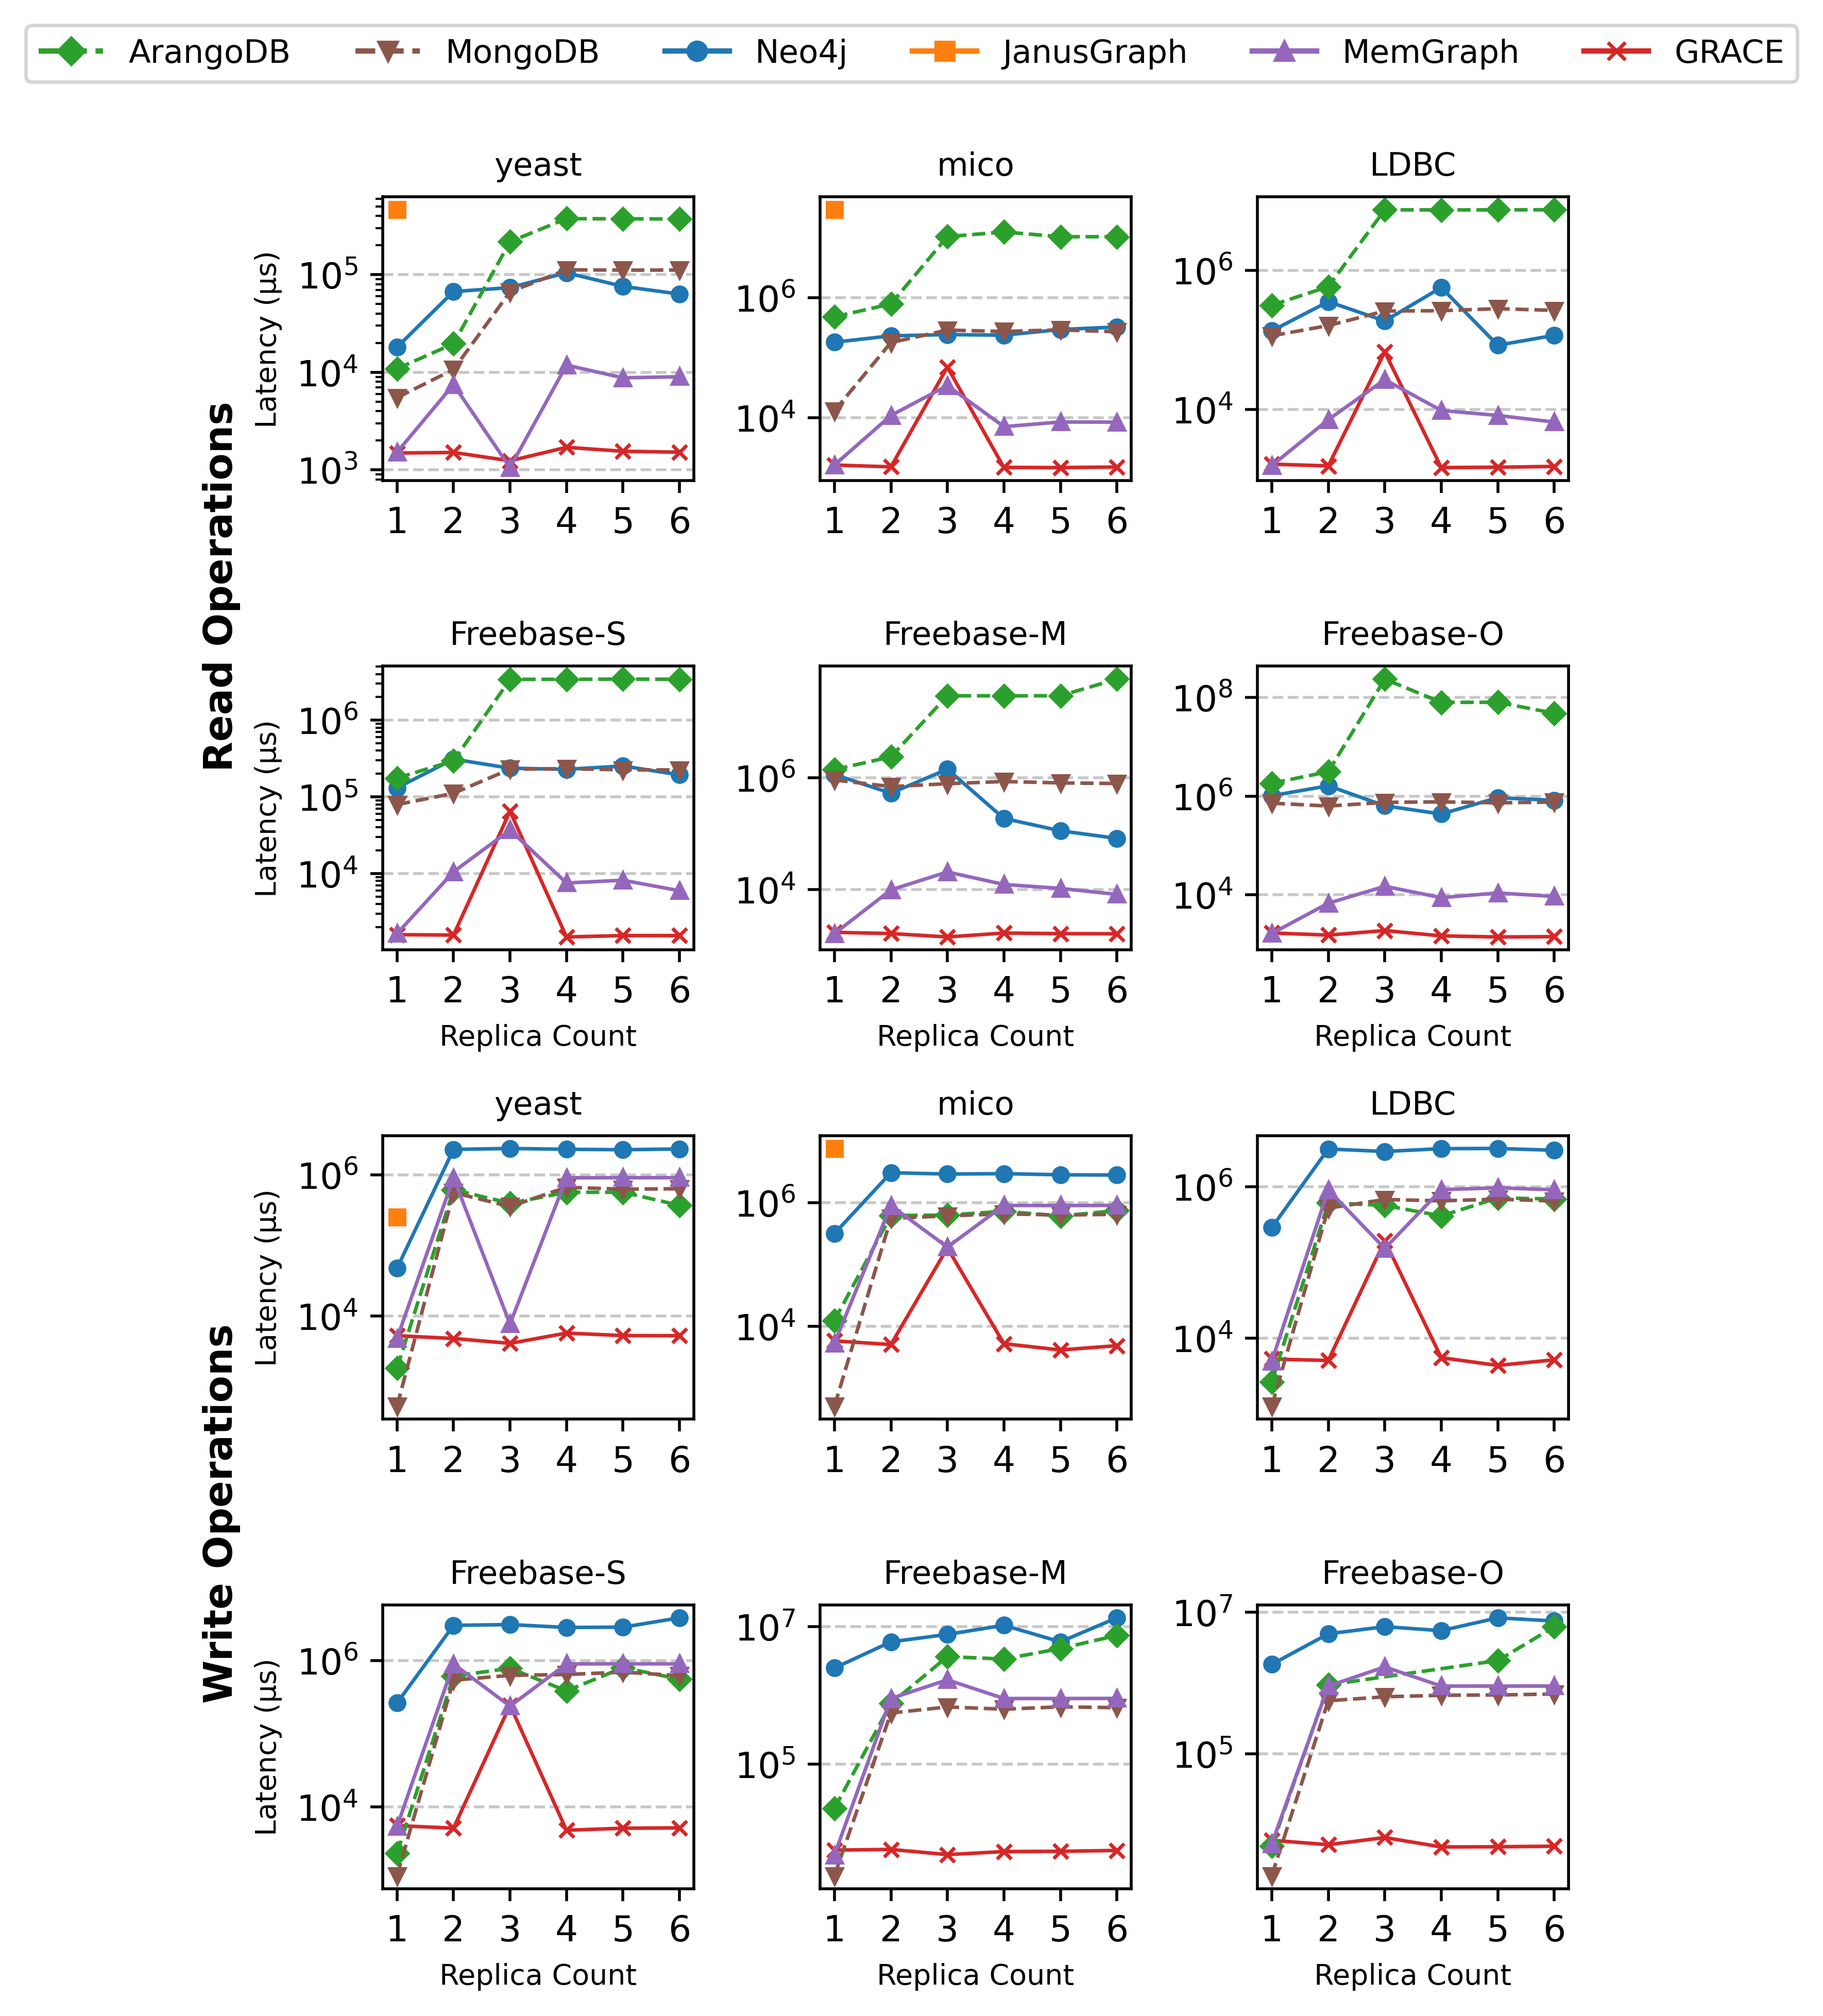 ArangoDB MongoDB Neo4j JanusGraph MemGraph GRACE
Read Operations
yeast mico LDBC
Latency (µs)
10^5
10^4
10^3
10^6
10^4
10^6
10^4
1 2 3 4 5 6 1 2 3 4 5 6 1 2 3 4 5 6
Freebase-S Freebase-M Freebase-O
Latency (µs)
10^6
10^5
10^4
10^6
10^4
10^8
10^6
10^4
1 2 3 4 5 6 1 2 3 4 5 6 1 2 3 4 5 6
Replica Count Replica Count Replica Count
Write Operations
yeast mico LDBC
Latency (µs)
10^6
10^4
10^6
10^4
10^6
10^4
1 2 3 4 5 6 1 2 3 4 5 6 1 2 3 4 5 6
Freebase-S Freebase-M Freebase-O
Latency (µs)
10^6
10^4
10^7
10^5
10^7
10^5
1 2 3 4 5 6 1 2 3 4 5 6 1 2 3 4 5 6
Replica Count Replica Count Replica Count